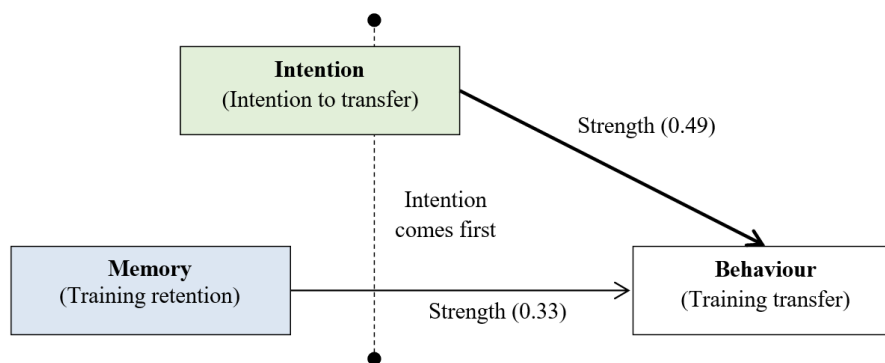 Intention
(Intention to transfer)
Strength (0.49)
Intention
comes first
Memory
(Training retention)
Strength (0.33)
Behaviour
(Training transfer)